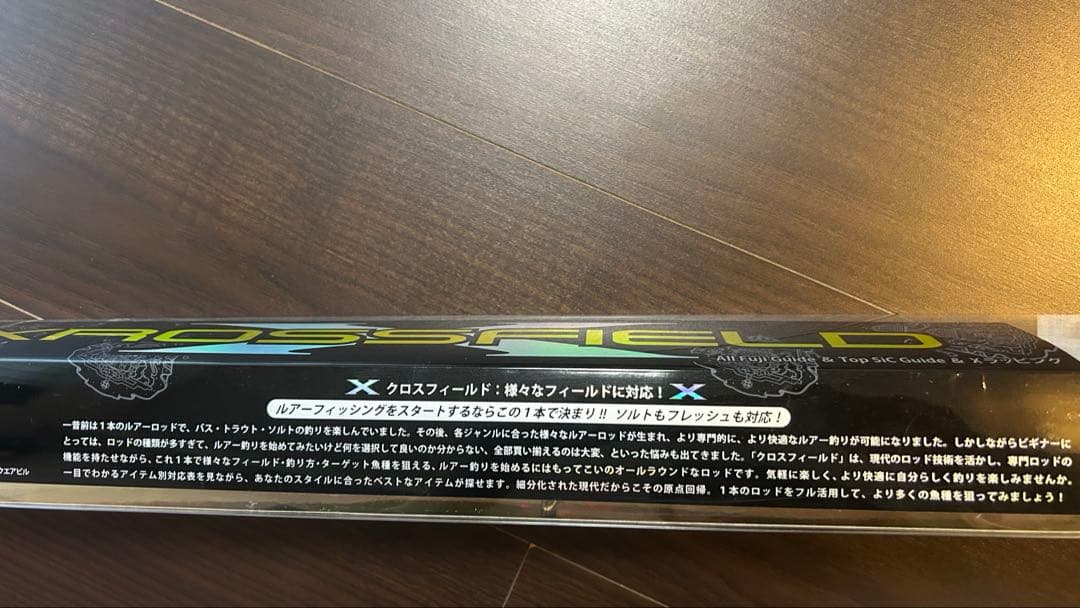 XROSSFIELD
All Fuji Guide & Top SiC Guide & Xラッピング
X クロスフィールド：様々なフィールドに対応！ X
ルアーフィッシングをスタートするならこの１本で決まり!! ソルトもフレッシュも対応！
一昔前は１本のルアーロッドで、バス・トラウト・ソルトの釣りを楽しんでいました。その後、各ジャンルに合った様々なルアーロッドが生まれ、より専門的に、より快適なルアー釣りが可能になりました。しかしながらビギナーに
とっては、ロッドの種類が多すぎて、ルアー釣りを始めてみたいけど何を選択して良いのか分からない、全部買い揃えるのは大変、といった悩みも出てきました。「クロスフィールド」は、現代のロッド技術を活かし、専門ロッドの
機能を持たせながら、これ１本で様々なフィールド・釣り方・ターゲット魚種を狙える、ルアー釣りを始めるにはもってこいのオールラウンドなロッドです。気軽に楽しく、より快適に自分らしく釣りを楽しみませんか。
一目でわかるアイテム別対応表を見ながら、あなたのスタイルに合ったベストなアイテムが探せます。細分化された現代だからこその原点回帰。１本のロッドをフル活用して、より多くの魚種を狙ってみましょう！
ウエアビル